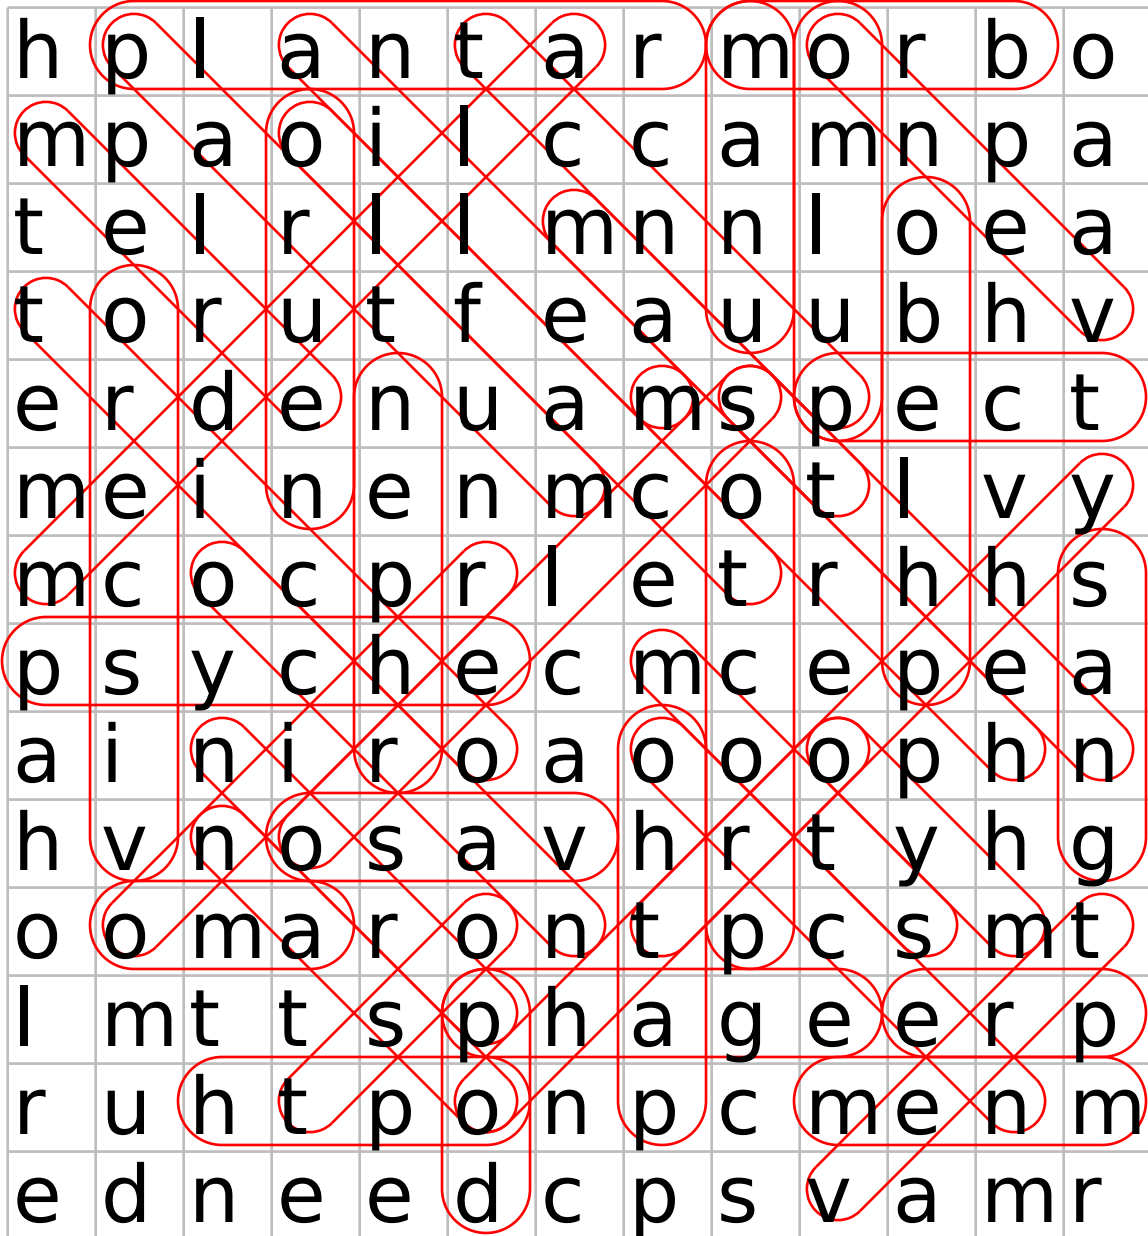 h p l a n t a r m o r b o
m p a o i l c c a m n p a
t e l r l l m n n l o e a
t o r u t f e a u u b h v
e r d e n u a m s p e c t
m e i n e n m c o t l v y
m c o c p r l e t r h h s
p s y c h e c m c e p e a
a i n i r o a o o o p h n
h v n o s a v h r t y h g
o o m a r o n t p c s m t
l m t t s p h a g e e r p
r u h t p o n p c m e n m
e d n e e d c p s v a m r